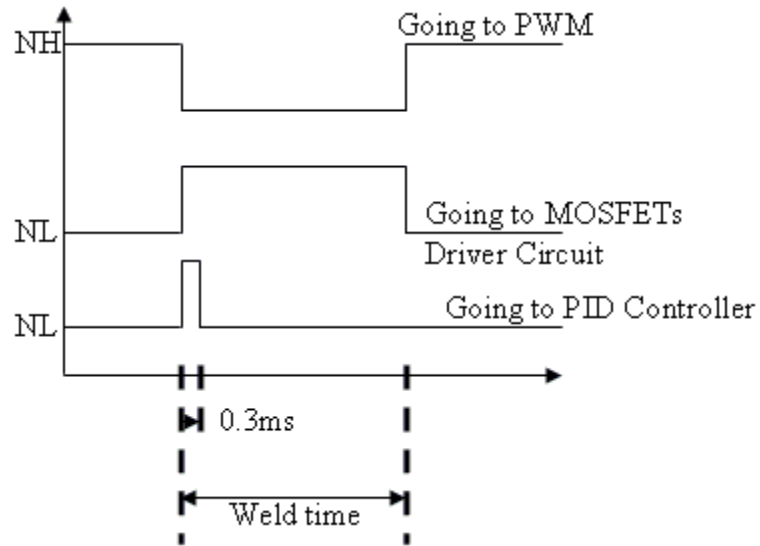 NH
Going to PWM
NL
Going to MOSFETs
Driver Circuit
NL
Going to PID Controller
0.3ms
Weld time